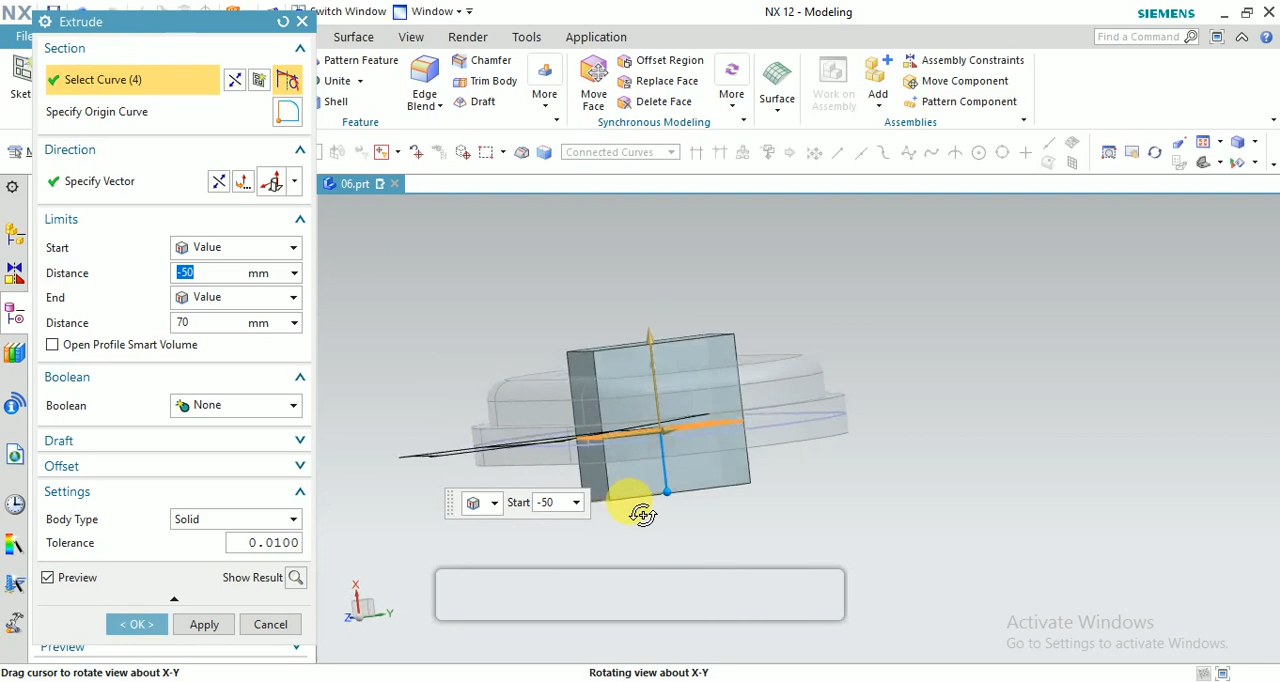 NX
Switch Window
Window
NX 12 - Modeling
SIEMENS
Extrude
Surface
View
Render
Tools
Application
Find a Command
Section
Select Curve (4)
Specify Origin Curve
Pattern Feature
Unite
Shell
Edge
Blend
Chamfer
Trim Body
Draft
More
Feature
Move
Face
Offset Region
Replace Face
Delete Face
More
Synchronous Modeling
Surface
Work on
Assembly
Add
Assembly Constraints
Move Component
Pattern Component
Assemblies
Direction
Specify Vector
Connected Curves
06.prt
Limits
Start
Value
Distance
-50 mm
End
Value
Distance
70 mm
Open Profile Smart Volume
Boolean
Boolean
None
Draft
Offset
Settings
Body Type
Solid
Tolerance
0.0100
Preview
Show Result
< OK >
Apply
Cancel
Start -50
X
Y
Z
Activate Windows
Go to Settings to activate Windows.
Drag cursor to rotate view about X-Y
Rotating view about X-Y